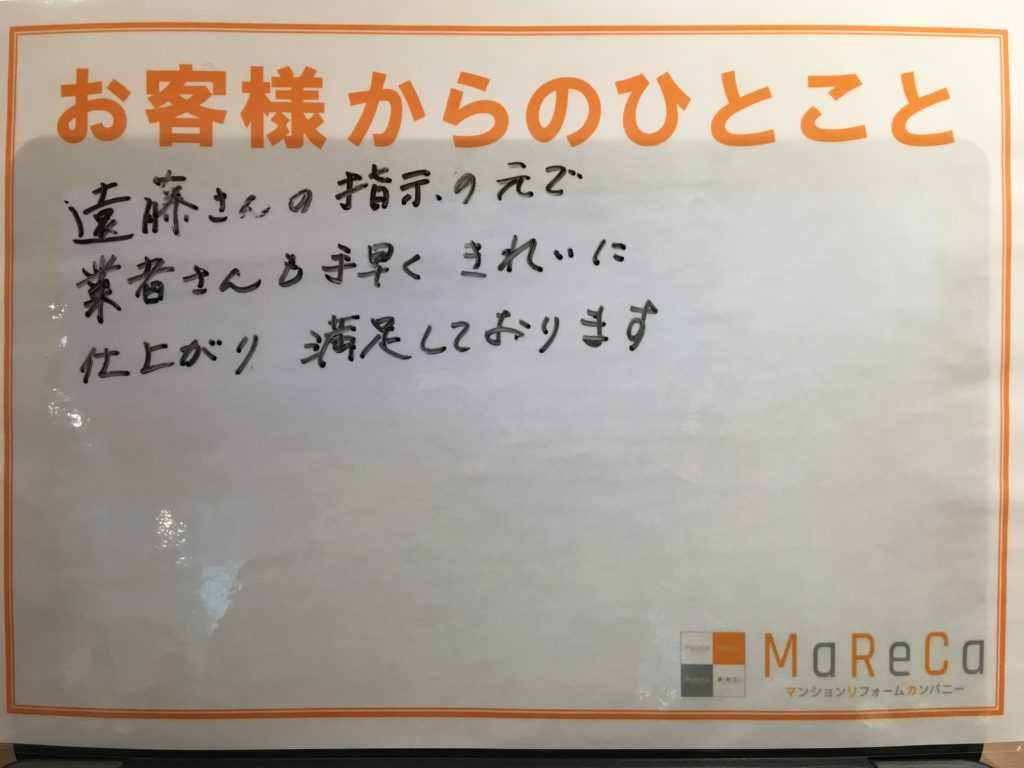 お客様からのひとこと
遠藤さんの指示の元で
業者さんも手早くきれいに
仕上がり 満足しております
MaReCa
マンションリフォームカンパニー